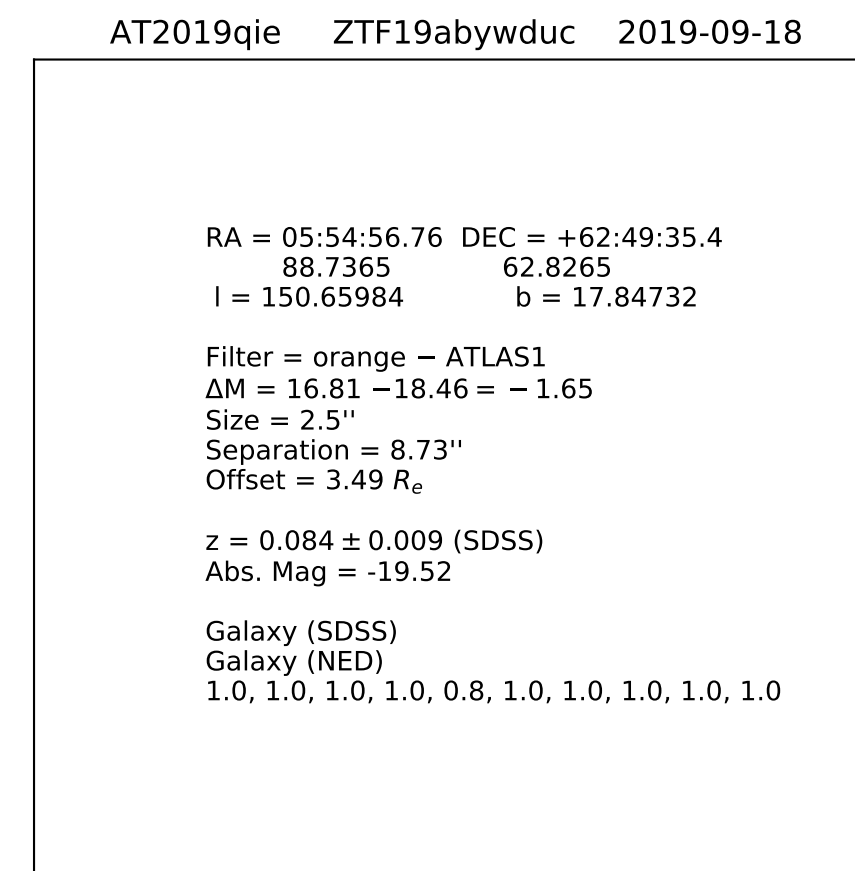 AT2019qie ZTF19abywduc 2019-09-18
RA = 05:54:56.76 DEC = +62:49:35.4
88.7365 62.8265
l = 150.65984 b = 17.84732
Filter = orange − ATLAS1
ΔM = 16.81 −18.46 = − 1.65
Size = 2.5''
Separation = 8.73''
Offset = 3.49 Re
z = 0.084 ± 0.009 (SDSS)
Abs. Mag = -19.52
Galaxy (SDSS)
Galaxy (NED)
1.0, 1.0, 1.0, 1.0, 0.8, 1.0, 1.0, 1.0, 1.0, 1.0